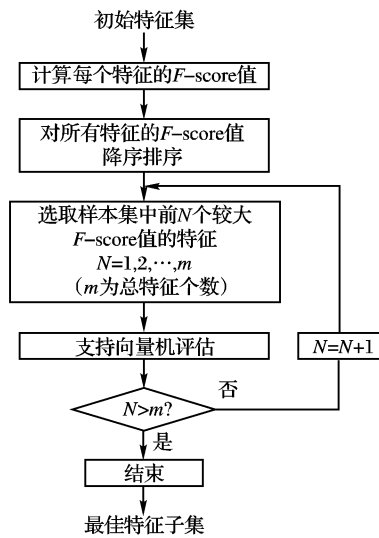 初始特征集
计算每个特征的F-score值
对所有特征的F-score值
降序排序
选取样本集中前N个较大
F-score值的特征
N=1,2,⋯,m
（m为总特征个数）
支持向量机评估
N=N+1
N>m?
否
是
结束
最佳特征子集